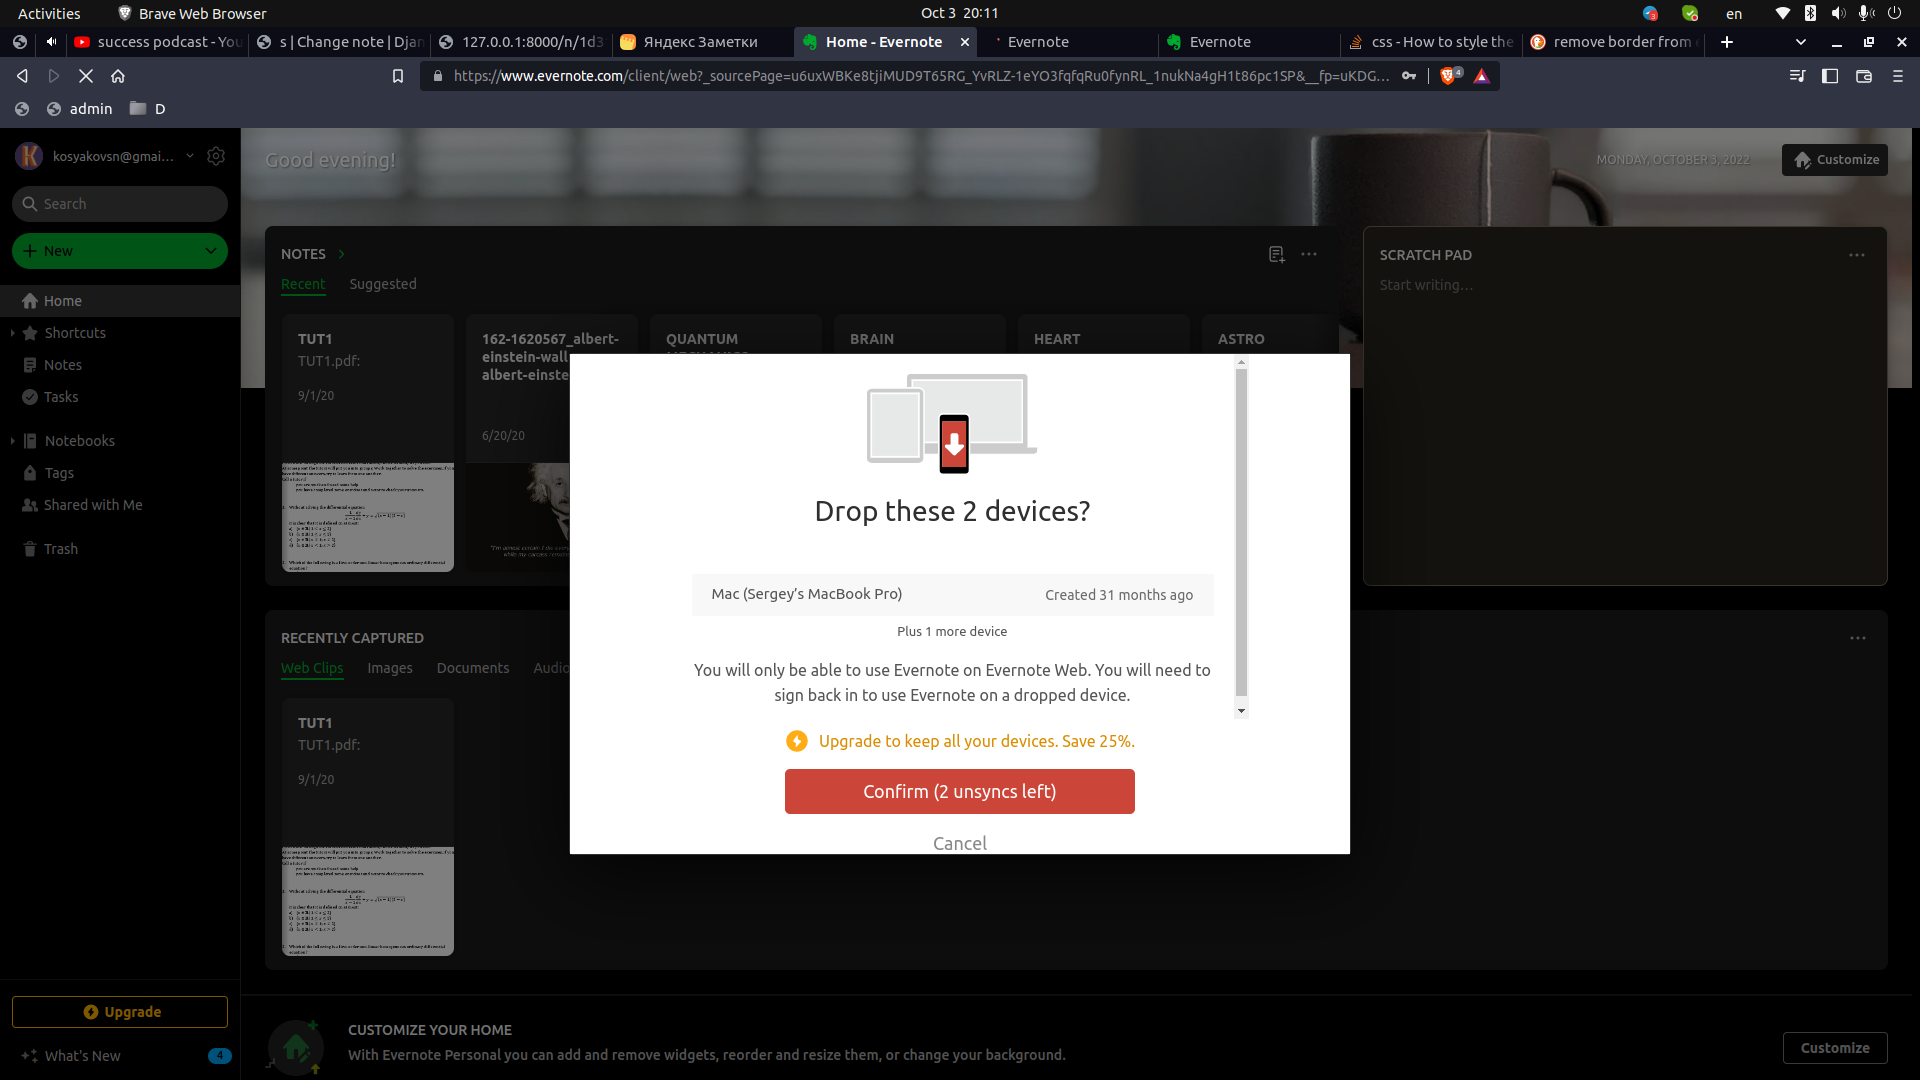 Activities
Brave Web Browser
Oct 3 20:11
en
success podcast - You
s | Change note | Djan
127.0.0.1:8000/n/1d3
Яндекс Заметки
Home - Evernote
Evernote
Evernote
css - How to style the
remove border from
https://www.evernote.com/client/web?_sourcePage=u6uxWBKe8tjiMUD9T65RG_YvRLZ-1eYO3fqfqRu0fynRL_1nukNa4gH1t86pc1SP&__fp=uKDG...
4
admin
D
K
kosyakovsn@gmai...
Good evening!
MONDAY, OCTOBER 3, 2022
Customize
Search
New
Home
Shortcuts
Notes
Tasks
Notebooks
Tags
Shared with Me
Trash
NOTES
Recent
Suggested
TUT1
TUT1.pdf:
9/1/20
162-1620567_albert-
einstein-wall
albert-einste
6/20/20
QUANTUM
BRAIN
HEART
ASTRO
SCRATCH PAD
Start writing...
Drop these 2 devices?
Mac (Sergey’s MacBook Pro)
Created 31 months ago
Plus 1 more device
You will only be able to use Evernote on Evernote Web. You will need to
sign back in to use Evernote on a dropped device.
Upgrade to keep all your devices. Save 25%.
Confirm (2 unsyncs left)
Cancel
RECENTLY CAPTURED
Web Clips
Images
Documents
Audio
TUT1
TUT1.pdf:
9/1/20
Upgrade
What's New
4
CUSTOMIZE YOUR HOME
With Evernote Personal you can add and remove widgets, reorder and resize them, or change your background.
Customize